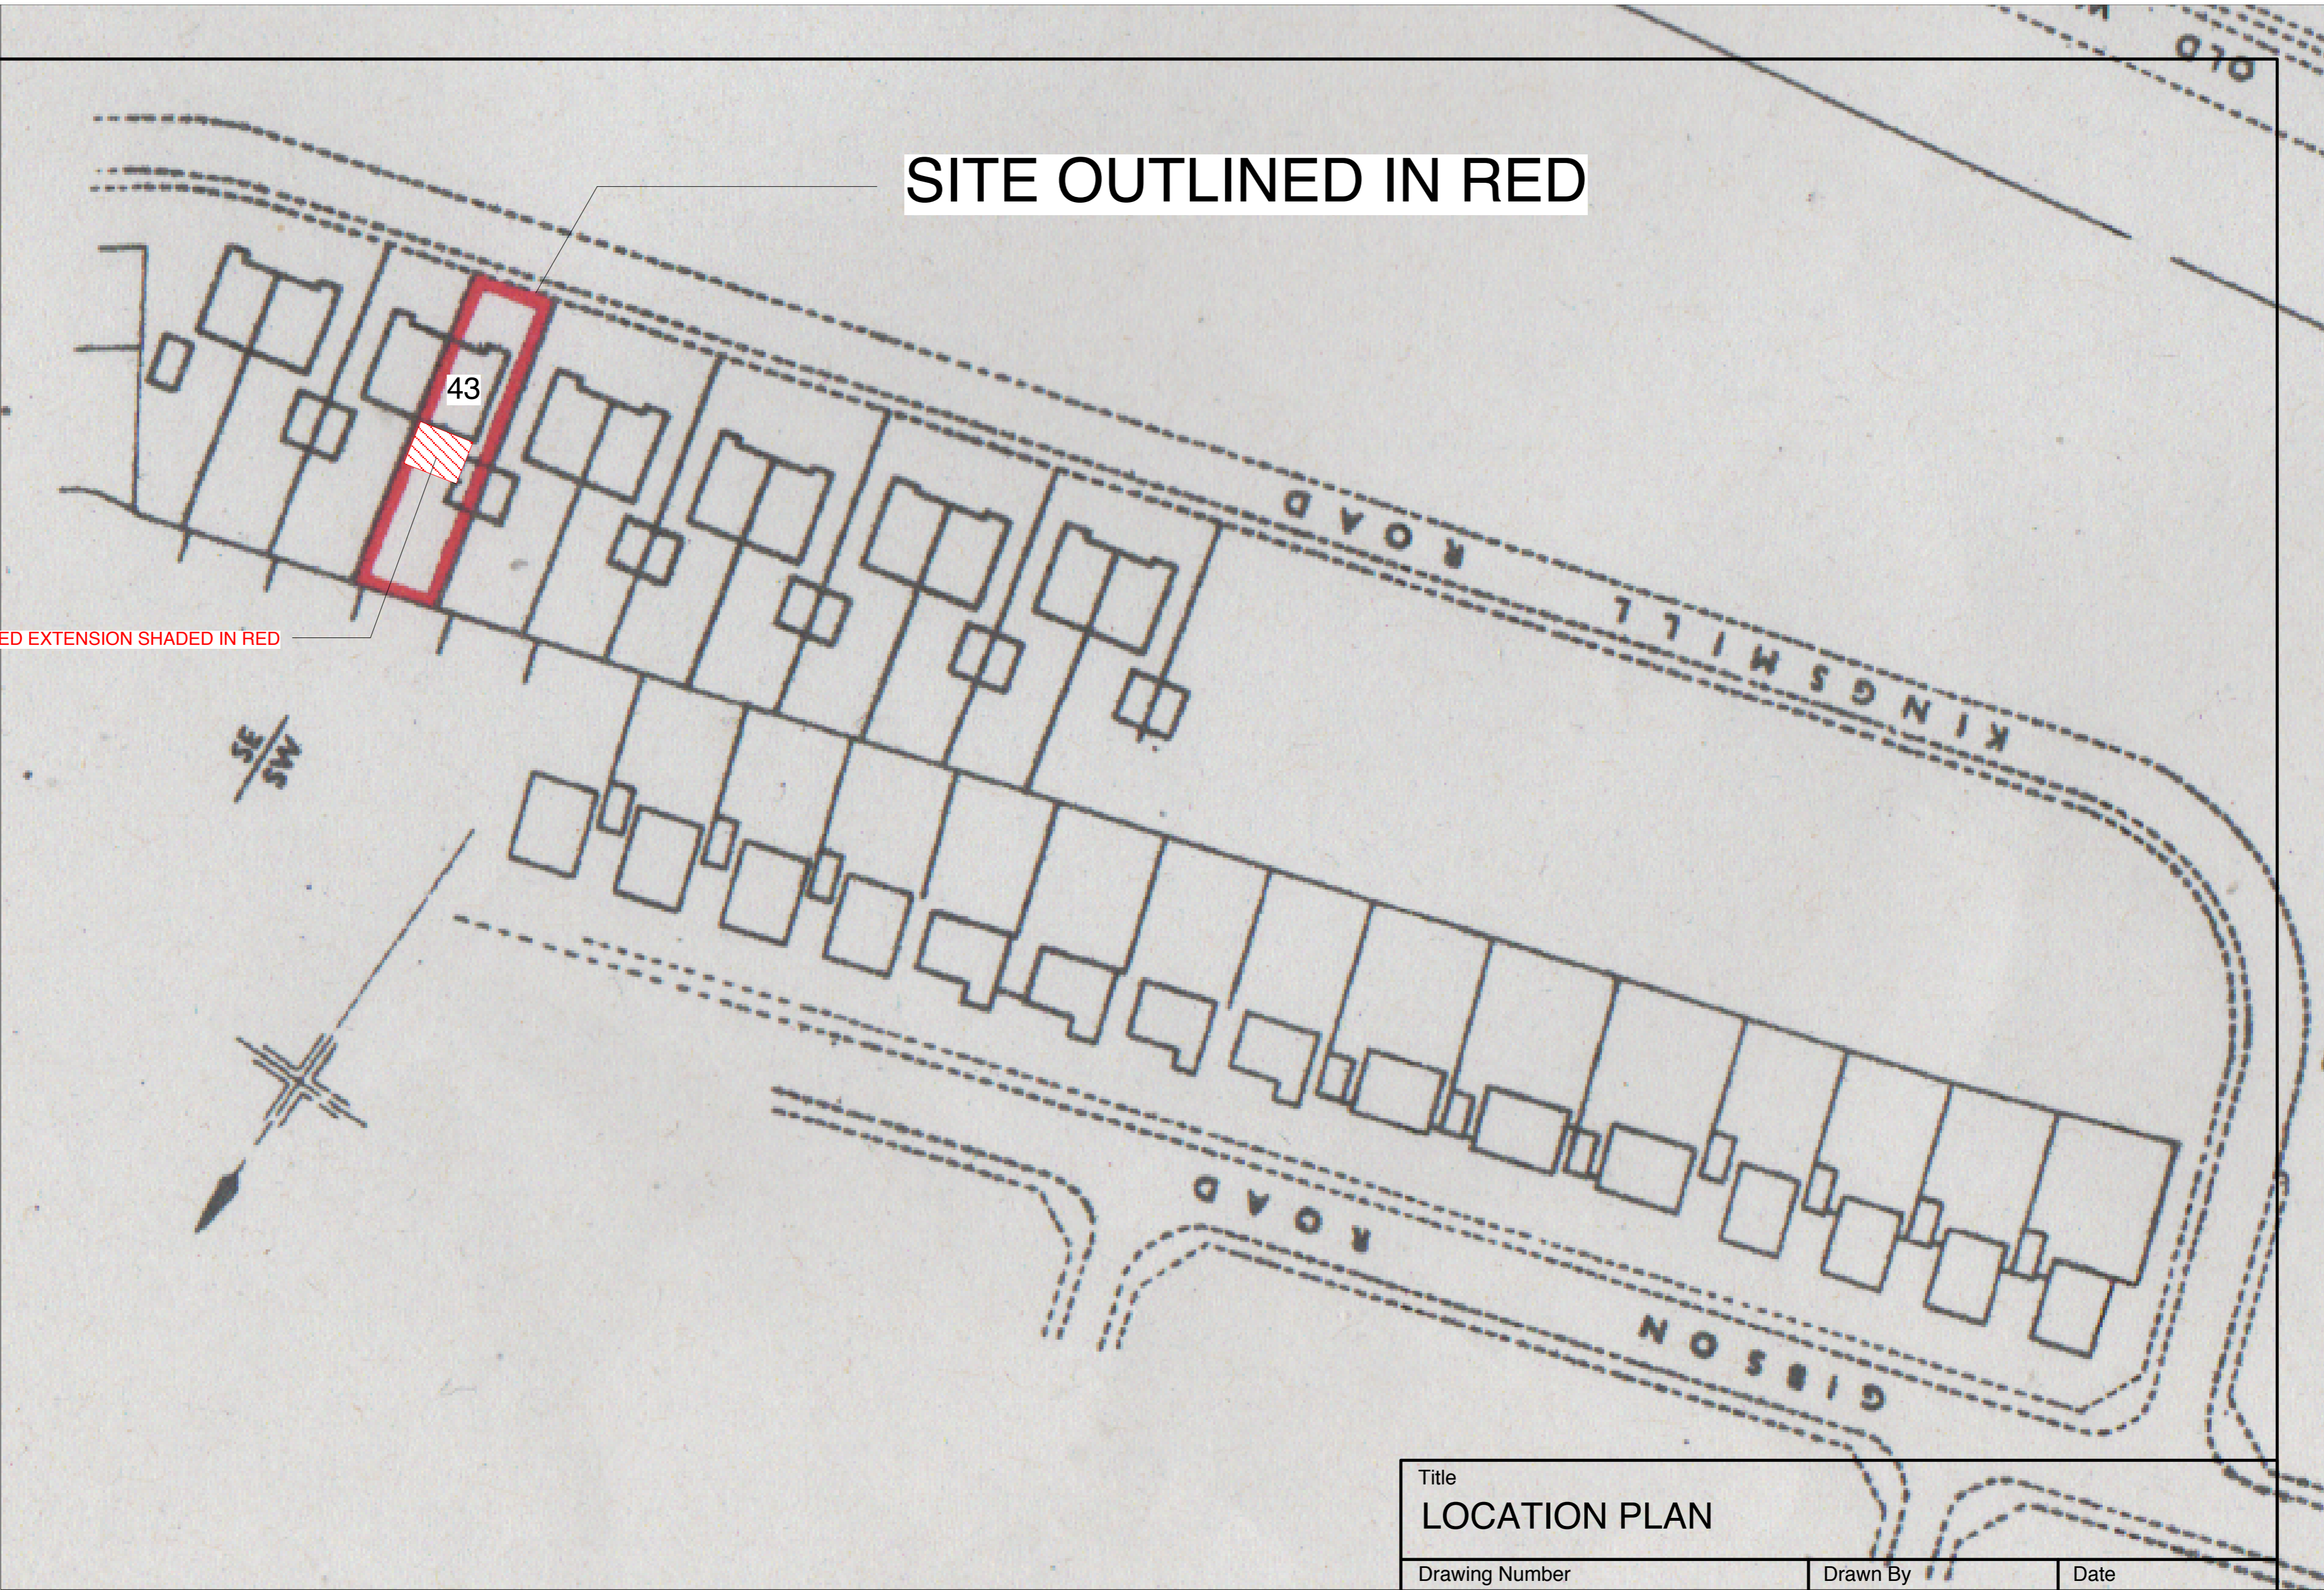 OLD
SITE OUTLINED IN RED
43
KINGSMILL ROAD
ED EXTENSION SHADED IN RED
SE
SW
GIBSON ROAD
Title
LOCATION PLAN
Drawing Number
Drawn By
Date